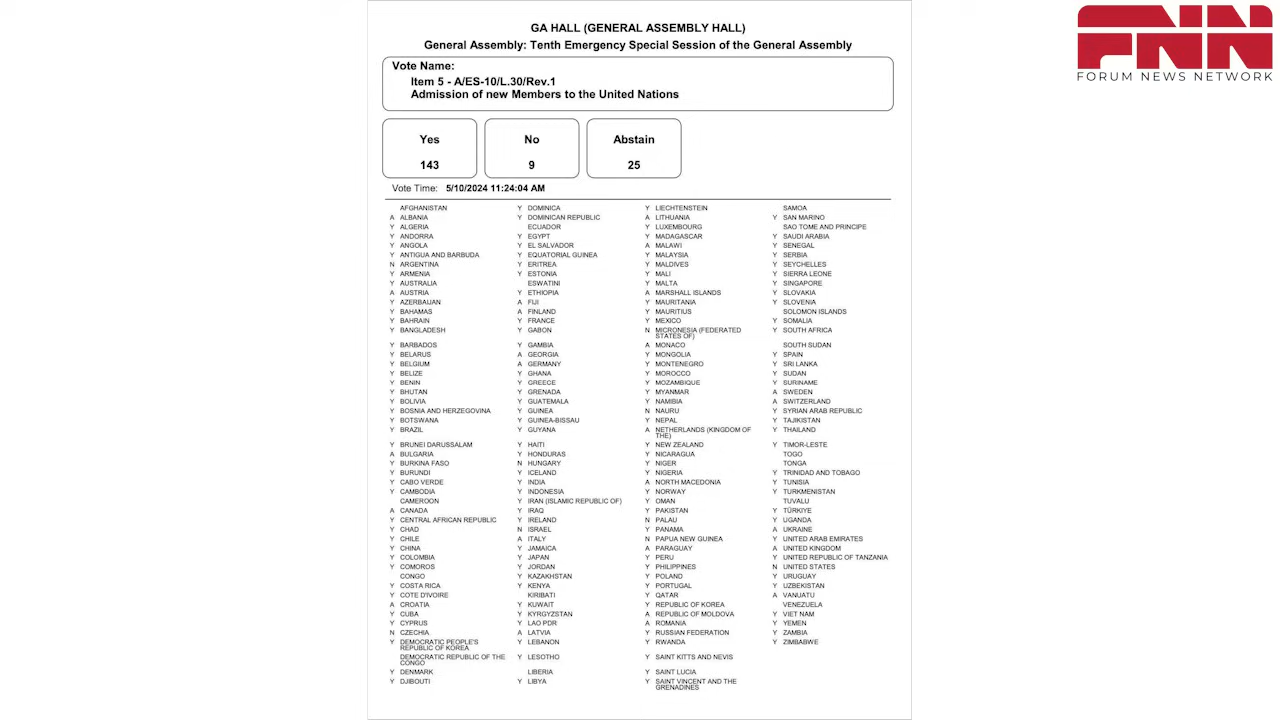 GA HALL (GENERAL ASSEMBLY HALL)
General Assembly: Tenth Emergency Special Session of the General Assembly
Vote Name:
Item 5 - A/ES-10/L.30/Rev.1
Admission of new Members to the United Nations
Yes
143
No
9
Abstain
25
Vote Time: 5/10/2024 11:24:04 AM
AFGHANISTAN
A ALBANIA
Y ALGERIA
Y ANDORRA
Y ANGOLA
Y ANTIGUA AND BARBUDA
N ARGENTINA
Y ARMENIA
Y AUSTRALIA
A AUSTRIA
Y AZERBAIJAN
Y BAHAMAS
Y BAHRAIN
Y BANGLADESH
Y BARBADOS
Y BELARUS
Y BELGIUM
Y BELIZE
Y BENIN
Y BHUTAN
Y BOLIVIA
Y BOSNIA AND HERZEGOVINA
Y BOTSWANA
Y BRAZIL
Y BRUNEI DARUSSALAM
A BULGARIA
Y BURKINA FASO
Y BURUNDI
Y CABO VERDE
Y CAMBODIA
CAMEROON
A CANADA
Y CENTRAL AFRICAN REPUBLIC
Y CHAD
Y CHILE
Y CHINA
Y COLOMBIA
Y COMOROS
CONGO
Y COSTA RICA
Y COTE D'IVOIRE
A CROATIA
Y CUBA
Y CYPRUS
N CZECHIA
Y DEMOCRATIC PEOPLE'S
REPUBLIC OF KOREA
DEMOCRATIC REPUBLIC OF THE
CONGO
Y DENMARK
Y DJIBOUTI
Y DOMINICA
Y DOMINICAN REPUBLIC
ECUADOR
Y EGYPT
Y EL SALVADOR
Y EQUATORIAL GUINEA
Y ERITREA
Y ESTONIA
ESWATINI
Y ETHIOPIA
A FIJI
A FINLAND
Y FRANCE
Y GABON
Y GAMBIA
A GEORGIA
A GERMANY
Y GHANA
Y GREECE
Y GRENADA
Y GUATEMALA
Y GUINEA
Y GUINEA-BISSAU
Y GUYANA
Y HAITI
Y HONDURAS
N HUNGARY
Y ICELAND
Y INDIA
Y INDONESIA
Y IRAN (ISLAMIC REPUBLIC OF)
Y IRAQ
Y IRELAND
N ISRAEL
A ITALY
Y JAMAICA
Y JAPAN
Y JORDAN
Y KAZAKHSTAN
Y KENYA
KIRIBATI
Y KUWAIT
Y KYRGYZSTAN
Y LAO PDR
A LATVIA
Y LEBANON
Y LESOTHO
LIBERIA
Y LIBYA
Y LIECHTENSTEIN
A LITHUANIA
Y LUXEMBOURG
Y MADAGASCAR
A MALAWI
Y MALAYSIA
Y MALDIVES
Y MALI
Y MALTA
A MARSHALL ISLANDS
Y MAURITANIA
Y MAURITIUS
Y MEXICO
N MICRONESIA (FEDERATED
STATES OF)
A MONACO
Y MONGOLIA
Y MONTENEGRO
Y MOROCCO
Y MOZAMBIQUE
Y MYANMAR
Y NAMIBIA
N NAURU
Y NEPAL
A NETHERLANDS (KINGDOM OF
THE)
Y NEW ZEALAND
Y NICARAGUA
Y NIGER
Y NIGERIA
A NORTH MACEDONIA
Y NORWAY
Y OMAN
Y PAKISTAN
N PALAU
Y PANAMA
N PAPUA NEW GUINEA
A PARAGUAY
Y PERU
Y PHILIPPINES
Y POLAND
Y PORTUGAL
Y QATAR
Y REPUBLIC OF KOREA
A REPUBLIC OF MOLDOVA
A ROMANIA
Y RUSSIAN FEDERATION
Y RWANDA
Y SAINT KITTS AND NEVIS
Y SAINT LUCIA
Y SAINT VINCENT AND THE
GRENADINES
SAMOA
Y SAN MARINO
SAO TOME AND PRINCIPE
Y SAUDI ARABIA
Y SENEGAL
Y SERBIA
Y SEYCHELLES
Y SIERRA LEONE
Y SINGAPORE
Y SLOVAKIA
Y SLOVENIA
SOLOMON ISLANDS
Y SOMALIA
Y SOUTH AFRICA
SOUTH SUDAN
Y SPAIN
Y SRI LANKA
Y SUDAN
Y SURINAME
A SWEDEN
A SWITZERLAND
Y SYRIAN ARAB REPUBLIC
Y TAJIKISTAN
Y THAILAND
Y TIMOR-LESTE
TOGO
TONGA
Y TRINIDAD AND TOBAGO
Y TUNISIA
Y TURKMENISTAN
TUVALU
Y TÜRKIYE
Y UGANDA
A UKRAINE
Y UNITED ARAB EMIRATES
A UNITED KINGDOM
Y UNITED REPUBLIC OF TANZANIA
N UNITED STATES
Y URUGUAY
Y UZBEKISTAN
A VANUATU
VENEZUELA
Y VIET NAM
Y YEMEN
Y ZAMBIA
Y ZIMBABWE
FNN
FORUM NEWS NETWORK